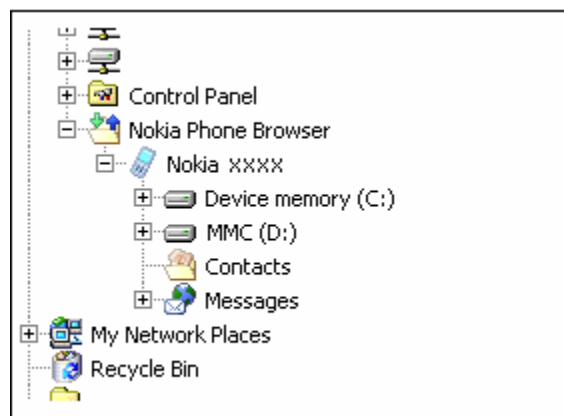 Control Panel
Nokia Phone Browser
Nokia xxxx
Device memory (C:)
MMC (D:)
Contacts
Messages
My Network Places
Recycle Bin